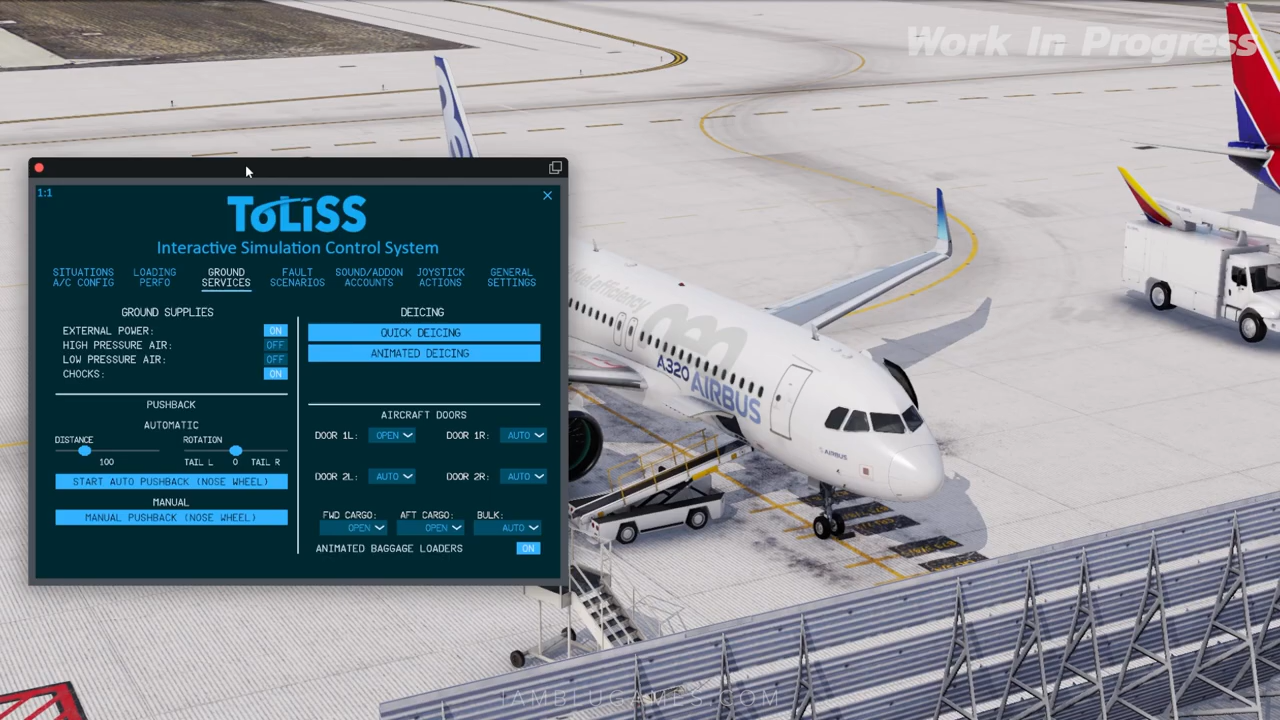 Work In Progress
1:1
ToLiSS
Interactive Simulation Control System
SITUATIONS A/C CONFIG
LOADING PERFO
GROUND SERVICES
FAULT SCENARIOS
SOUND/ADDON ACCOUNTS
JOYSTICK ACTIONS
GENERAL SETTINGS
GROUND SUPPLIES
EXTERNAL POWER: ON
HIGH PRESSURE AIR: OFF
LOW PRESSURE AIR: OFF
CHOCKS: ON
PUSHBACK
AUTOMATIC
DISTANCE
100
ROTATION
TAIL L 0 TAIL R
START AUTO PUSHBACK (NOSE WHEEL)
MANUAL
MANUAL PUSHBACK (NOSE WHEEL)
DEICING
QUICK DEICING
ANIMATED DEICING
AIRCRAFT DOORS
DOOR 1L: OPEN DOOR 1R: AUTO
DOOR 2L: AUTO DOOR 2R: AUTO
FWD CARGO: AFT CARGO: BULK:
OPEN OPEN AUTO
ANIMATED BAGGAGE LOADERS ON
A320 AIRBUS
AIRBUS
IAMBLUGAMES.COM